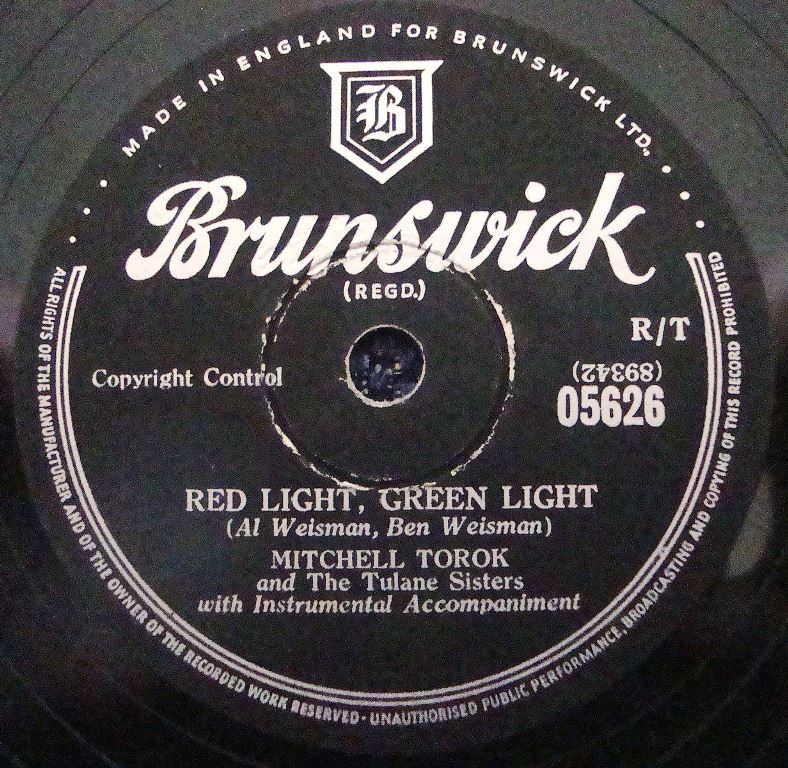 MADE IN ENGLAND FOR BRUNSWICK LTD.
B
Brunswick
(REGD.)
R/T
Copyright Control
(89342)
05626
RED LIGHT, GREEN LIGHT
(Al Weisman, Ben Weisman)
MITCHELL TOROK
and The Tulane Sisters
with Instrumental Accompaniment
ALL RIGHTS OF THE MANUFACTURER AND OF THE OWNER OF THE RECORDED WORK RESERVED · UNAUTHORISED PUBLIC PERFORMANCE, BROADCASTING AND COPYING OF THIS RECORD PROHIBITED